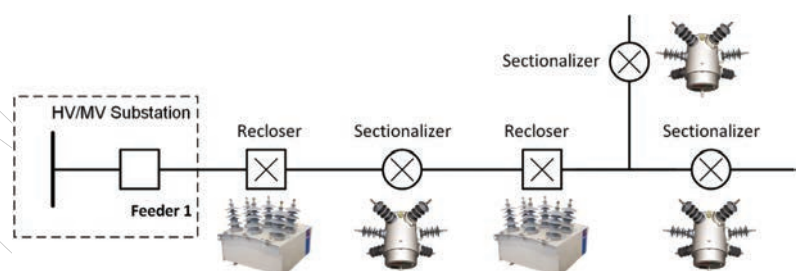 Sectionalizer
HV/MV Substation
Recloser
Sectionalizer
Recloser
Sectionalizer
Feeder 1